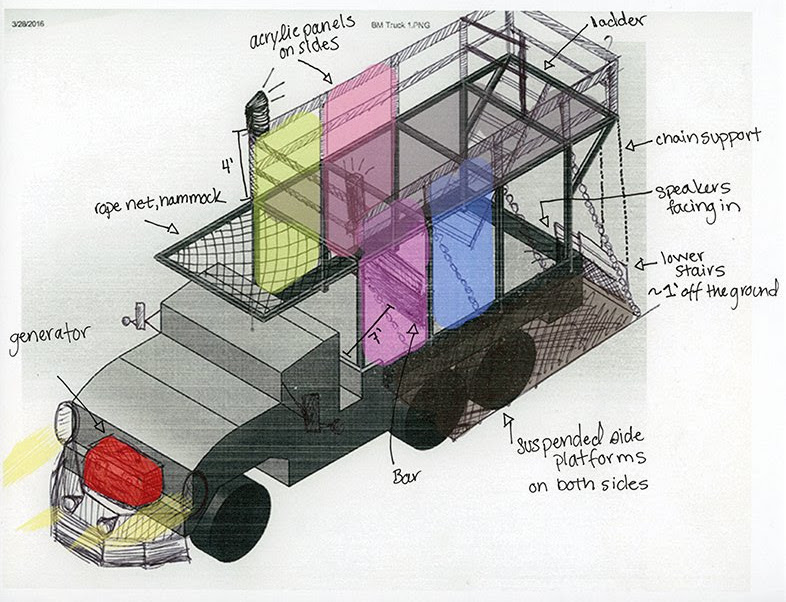 3/28/2016
BM Truck 1.PNG
acrylic panels
on sides
ladder
4'
chain support
rope net, hammock
speakers
facing in
lower
stairs
~1' off the ground
generator
7'
Bar
suspended side
platforms
on both sides